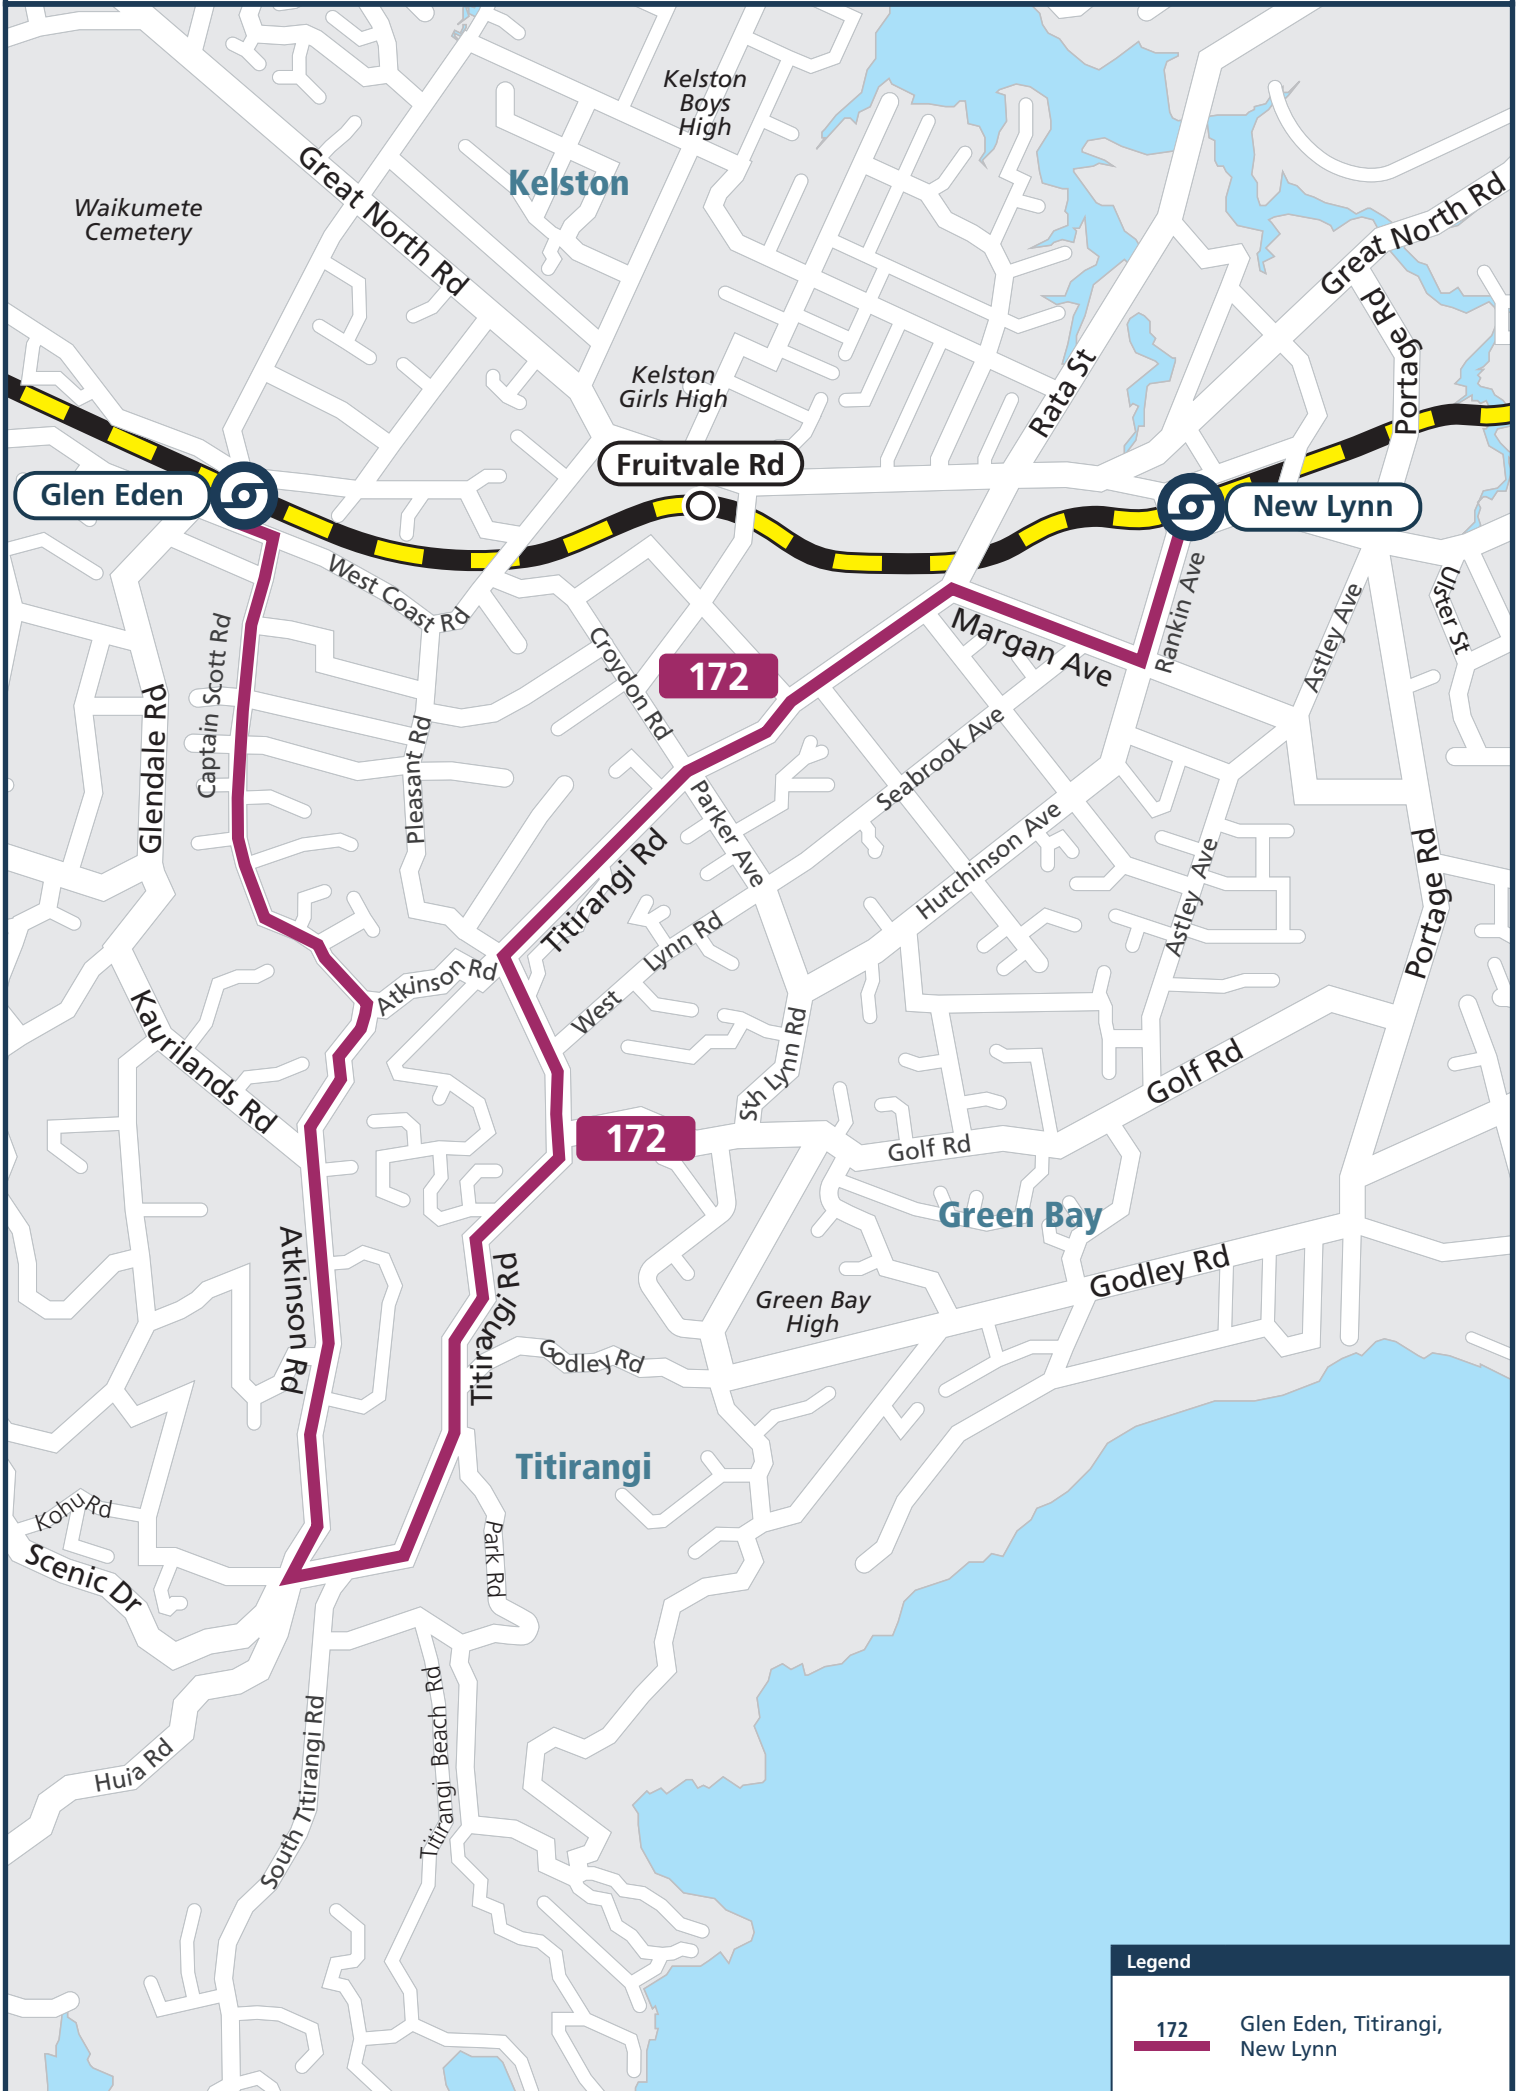 Kelston
Boys
High
Kelston
Great North Rd
Waikumete
Cemetery
Great North Rd
Portage Rd
Kelston
Girls High
Rata St
Fruitvale Rd
Glen Eden
New Lynn
West Coast Rd
Ulster St
Rankin Ave
Astley Ave
Margan Ave
Captain Scott Rd
Croydon Rd
172
Glendale Rd
Pleasant Rd
Seabrook Ave
Parker Ave
Titirangi Rd
Hutchinson Ave
Astley Ave
Portage Rd
Lynn Rd
West
Atkinson Rd
Kaurilands Rd
Sth Lynn Rd
Golf Rd
172
Golf Rd
Green Bay
Atkinson Rd
Titirangi Rd
Godley Rd
Green Bay
High
Godley Rd
Titirangi
Kohu Rd
Scenic Dr
Park Rd
Titirangi Beach Rd
South Titirangi Rd
Huia Rd
Legend
172
Glen Eden, Titirangi,
New Lynn